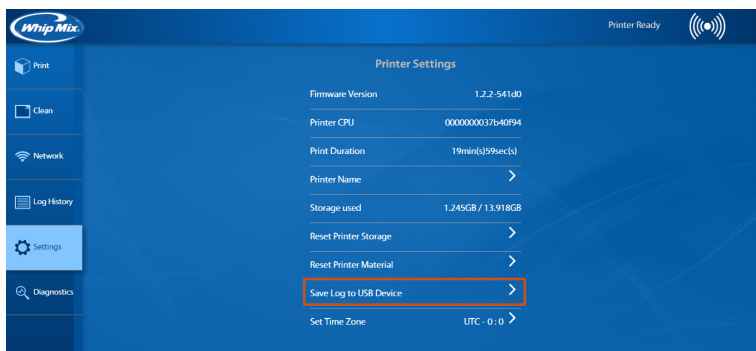 Whip Mix
Printer Ready
Print
Clean
Network
Log History
Settings
Diagnostics
Printer Settings
Firmware Version 1.2.2-541d0
Printer CPU 0000000037b40f94
Print Duration 19min(s)59sec(s)
Printer Name
Storage used 1.245GB / 13.918GB
Reset Printer Storage
Reset Printer Material
Save Log to USB Device
Set Time Zone UTC - 0 : 0